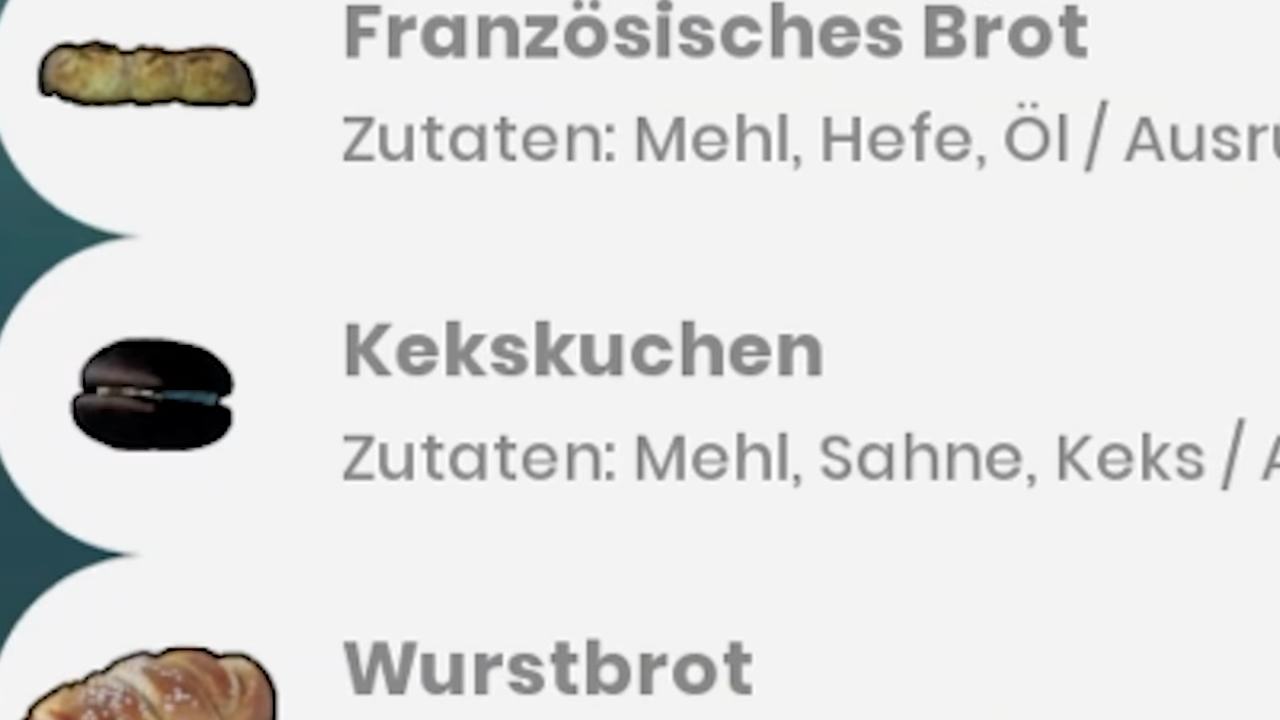 Französisches Brot
Zutaten: Mehl, Hefe, Öl /
Kekskuchen
Zutaten: Mehl, Sahne, Keks /
Wurstbrot